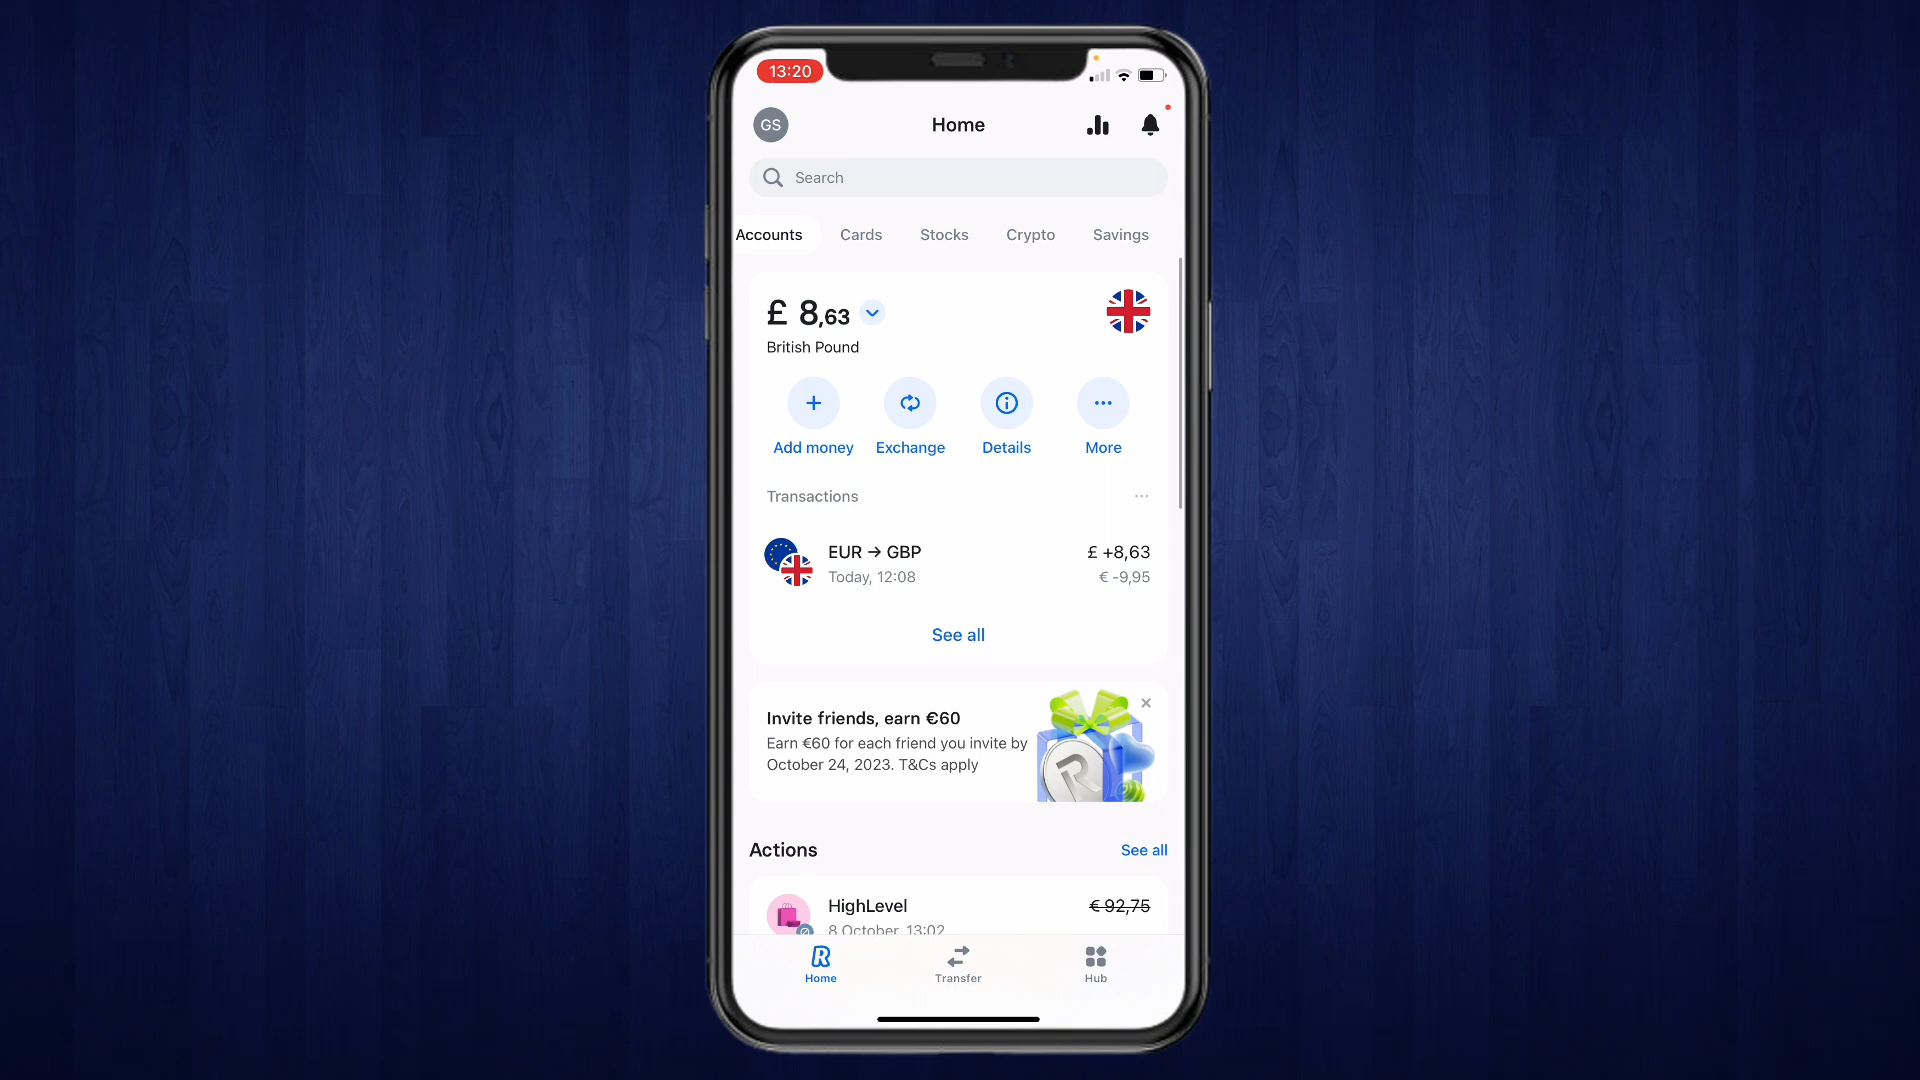 13:20
GS
Home
Search
Accounts Cards Stocks Crypto Savings
£ 8,63
British Pound
Add money Exchange Details More
Transactions
EUR → GBP £ +8,63
Today, 12:08 € -9,95
See all
Invite friends, earn €60
Earn €60 for each friend you invite by
October 24, 2023. T&Cs apply
Actions See all
HighLevel € 92,75
8 October, 13:02
Home Transfer Hub